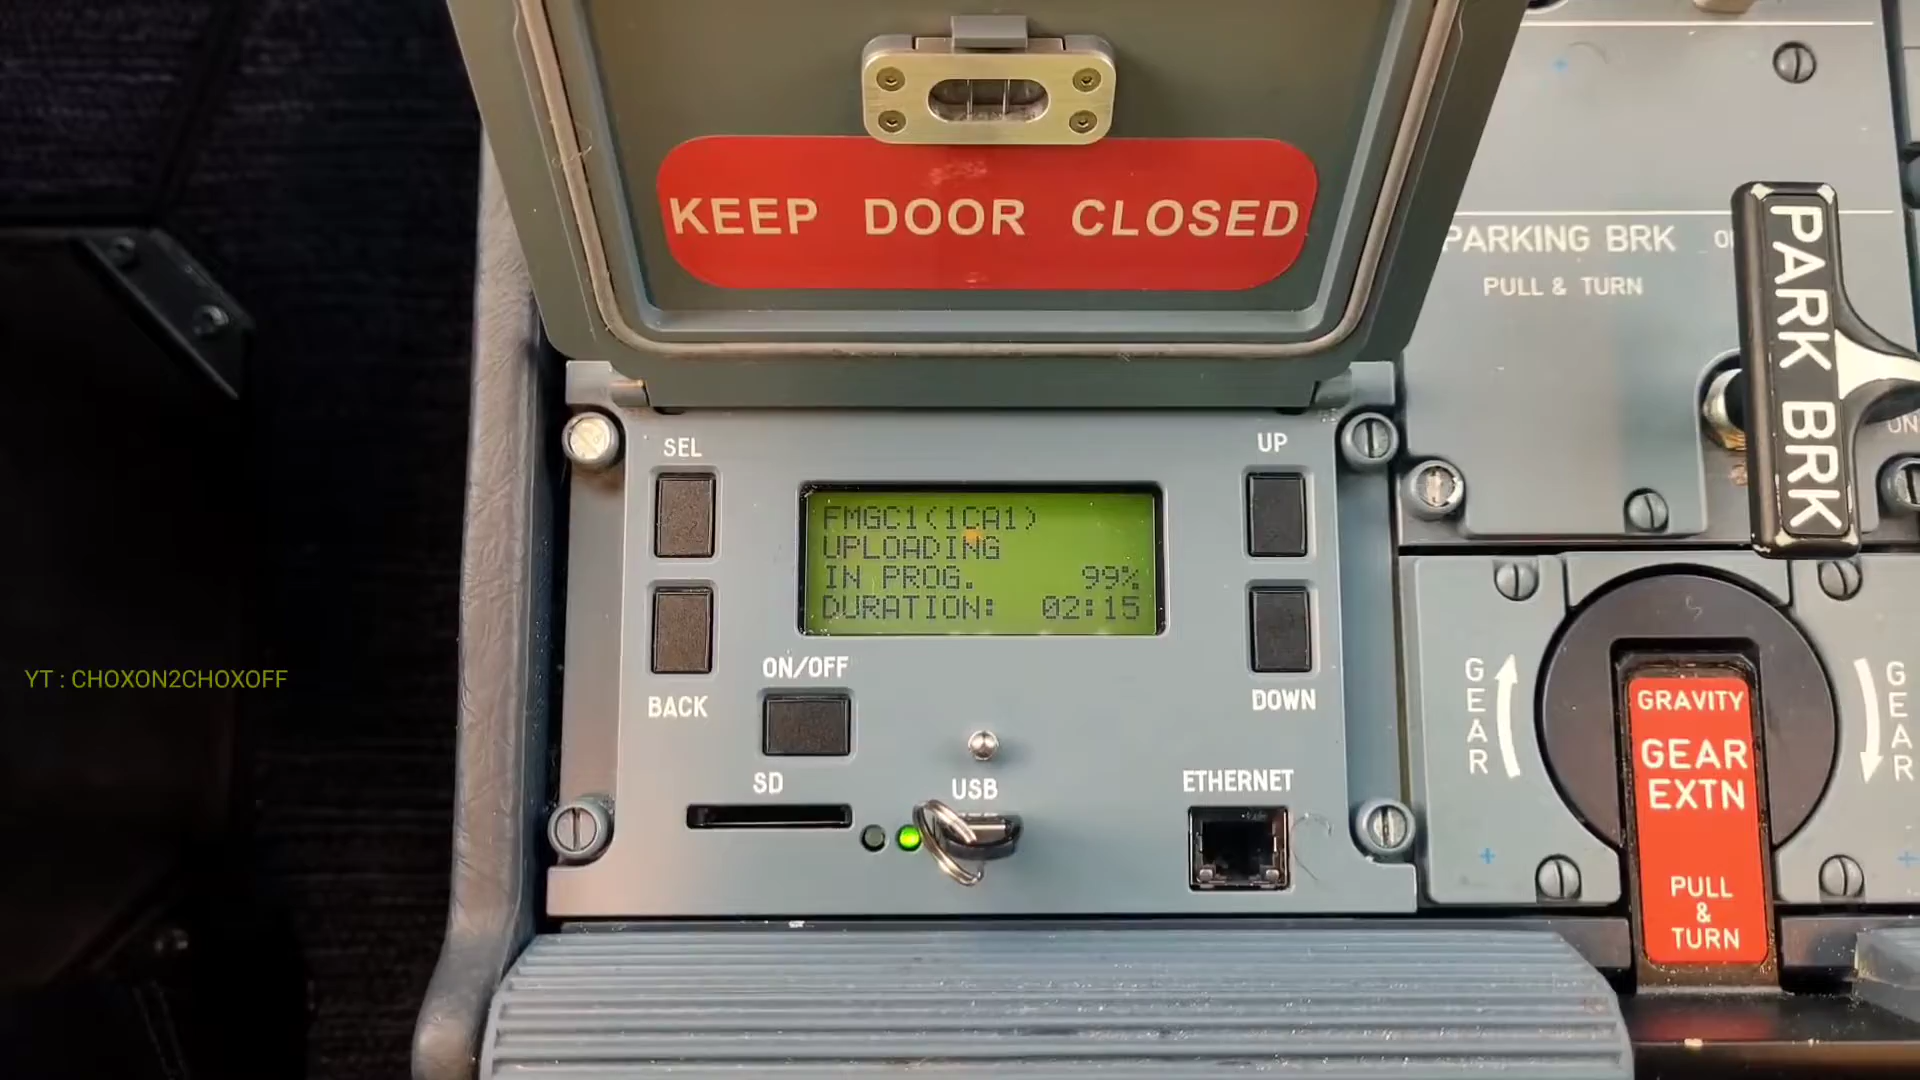 KEEP DOOR CLOSED
PARKING BRK
PULL & TURN
PARK BRK
ON
SEL
UP
FMGC1(1CA1)
UPLOADING
IN PROG. 99%
DURATION: 02:15
BACK
ON/OFF
DOWN
SD
USB
ETHERNET
GEAR
GRAVITY
GEAR
EXTN
PULL
&
TURN
GEAR
YT : CHOXON2CHOXOFF